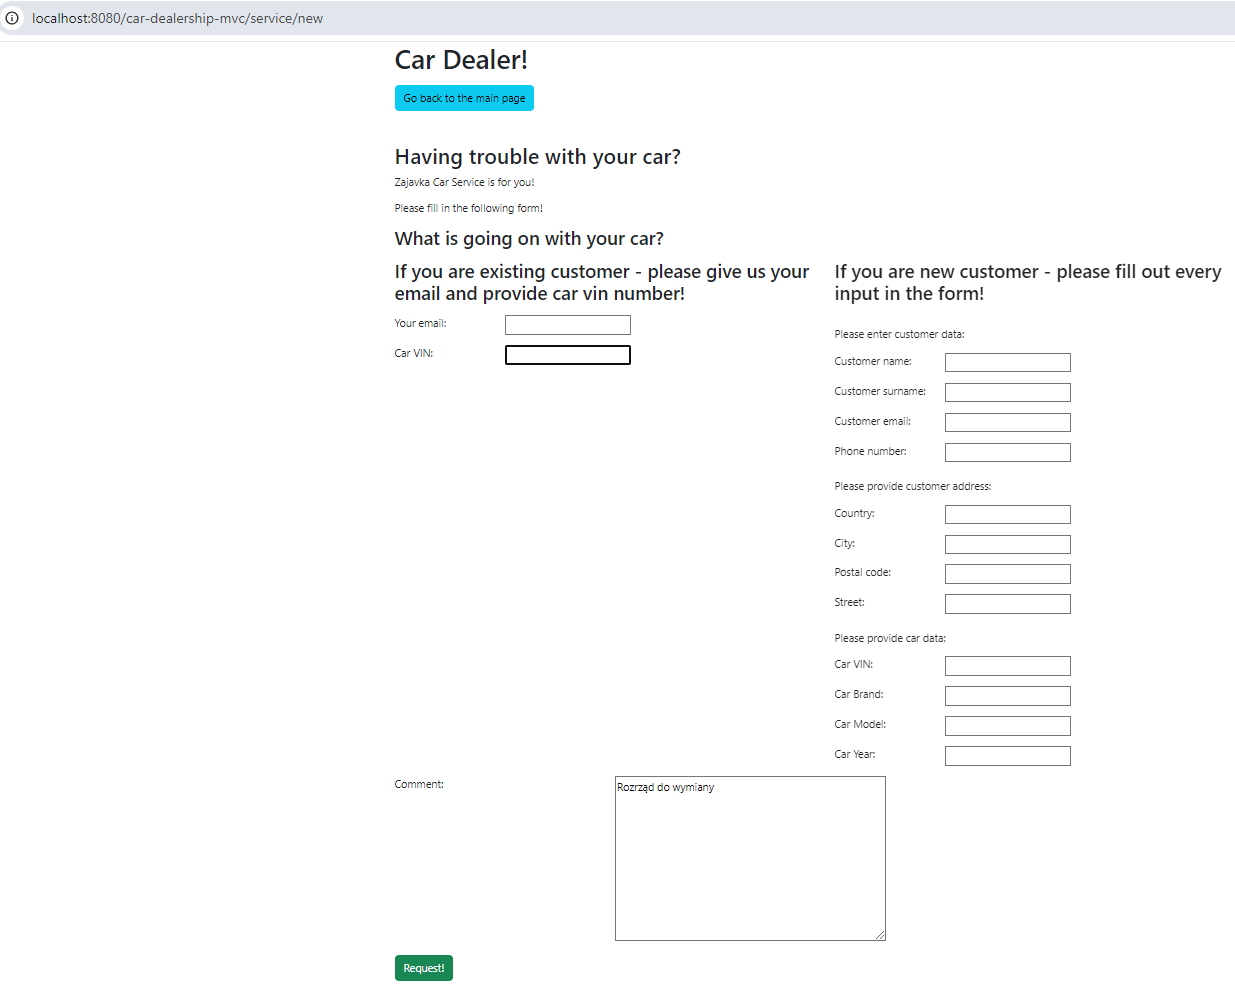 localhost:8080/car-dealership-mvc/service/new
Car Dealer!
Go back to the main page
Having trouble with your car?
Zajavka Car Service is for you!
Please fill in the following form!
What is going on with your car?
If you are existing customer - please give us your
email and provide car vin number!
Your email:
Car VIN:
If you are new customer - please fill out every
input in the form!
Please enter customer data:
Customer name:
Customer surname:
Customer email:
Phone number:
Please provide customer address:
Country:
City:
Postal code:
Street:
Please provide car data:
Car VIN:
Car Brand:
Car Model:
Car Year:
Comment:
Rozrząd do wymiany
Request!